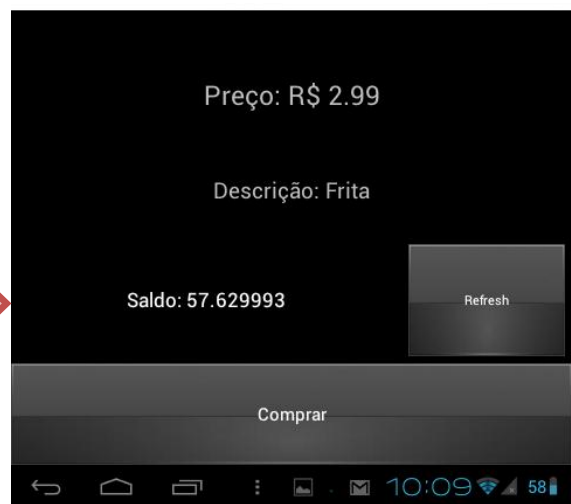 Preço: R$ 2.99
Descrição: Frita
Saldo: 57.629993
Refresh
Comprar
10:09
58